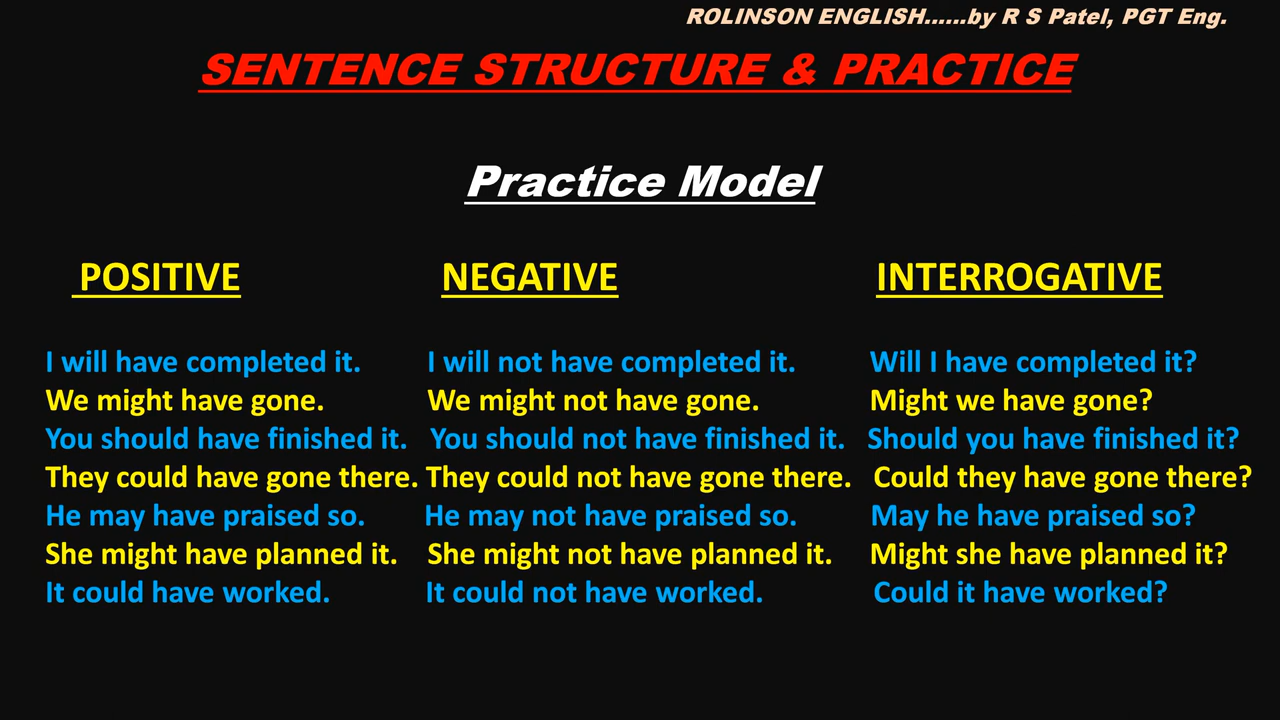 ROLINSON ENGLISH......by R S Patel, PGT Eng.
SENTENCE STRUCTURE & PRACTICE
Practice Model
POSITIVE NEGATIVE INTERROGATIVE
I will have completed it. I will not have completed it. Will I have completed it?
We might have gone. We might not have gone. Might we have gone?
You should have finished it. You should not have finished it. Should you have finished it?
They could have gone there. They could not have gone there. Could they have gone there?
He may have praised so. He may not have praised so. May he have praised so?
She might have planned it. She might not have planned it. Might she have planned it?
It could have worked. It could not have worked. Could it have worked?